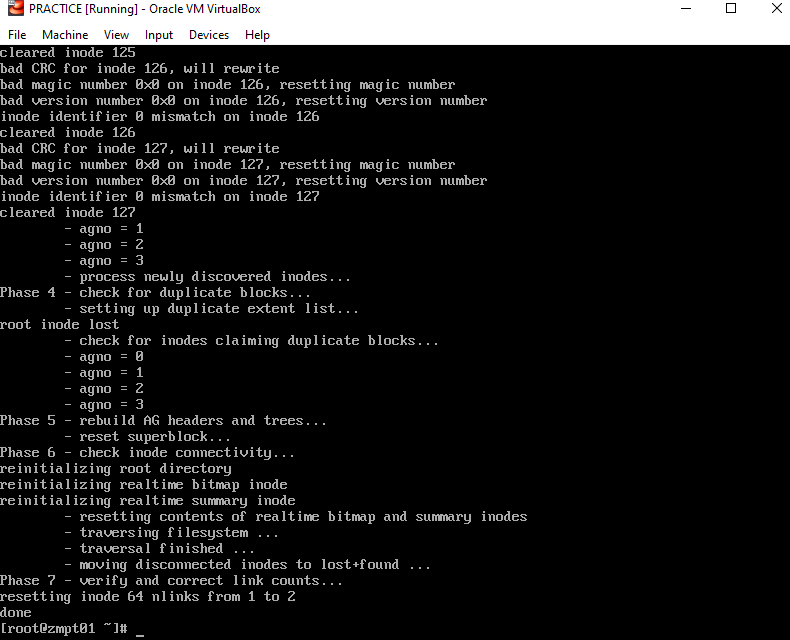 PRACTICE [Running] - Oracle VM VirtualBox
File Machine View Input Devices Help
cleared inode 125
bad CRC for inode 126, will rewrite
bad magic number 0x0 on inode 126, resetting magic number
bad version number 0x0 on inode 126, resetting version number
inode identifier 0 mismatch on inode 126
cleared inode 126
bad CRC for inode 127, will rewrite
bad magic number 0x0 on inode 127, resetting magic number
bad version number 0x0 on inode 127, resetting version number
inode identifier 0 mismatch on inode 127
cleared inode 127
        - agno = 1
        - agno = 2
        - agno = 3
        - process newly discovered inodes...
Phase 4 - check for duplicate blocks...
        - setting up duplicate extent list...
root inode lost
        - check for inodes claiming duplicate blocks...
        - agno = 0
        - agno = 1
        - agno = 2
        - agno = 3
Phase 5 - rebuild AG headers and trees...
        - reset superblock...
Phase 6 - check inode connectivity...
reinitializing root directory
reinitializing realtime bitmap inode
reinitializing realtime summary inode
        - resetting contents of realtime bitmap and summary inodes
        - traversing filesystem ...
        - traversal finished ...
        - moving disconnected inodes to lost+found ...
Phase 7 - verify and correct link counts...
resetting inode 64 nlinks from 1 to 2
done
[root@zmpt01 ~]# _